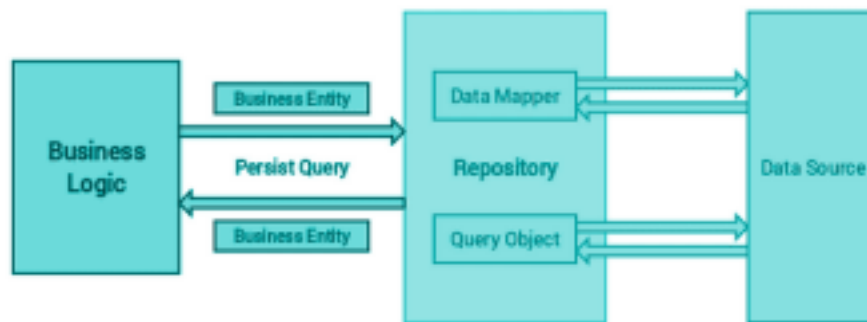 Business Entity
Data Mapper
Business
Logic
Persist Query
Repository
Data Source
Business Entity
Query Object